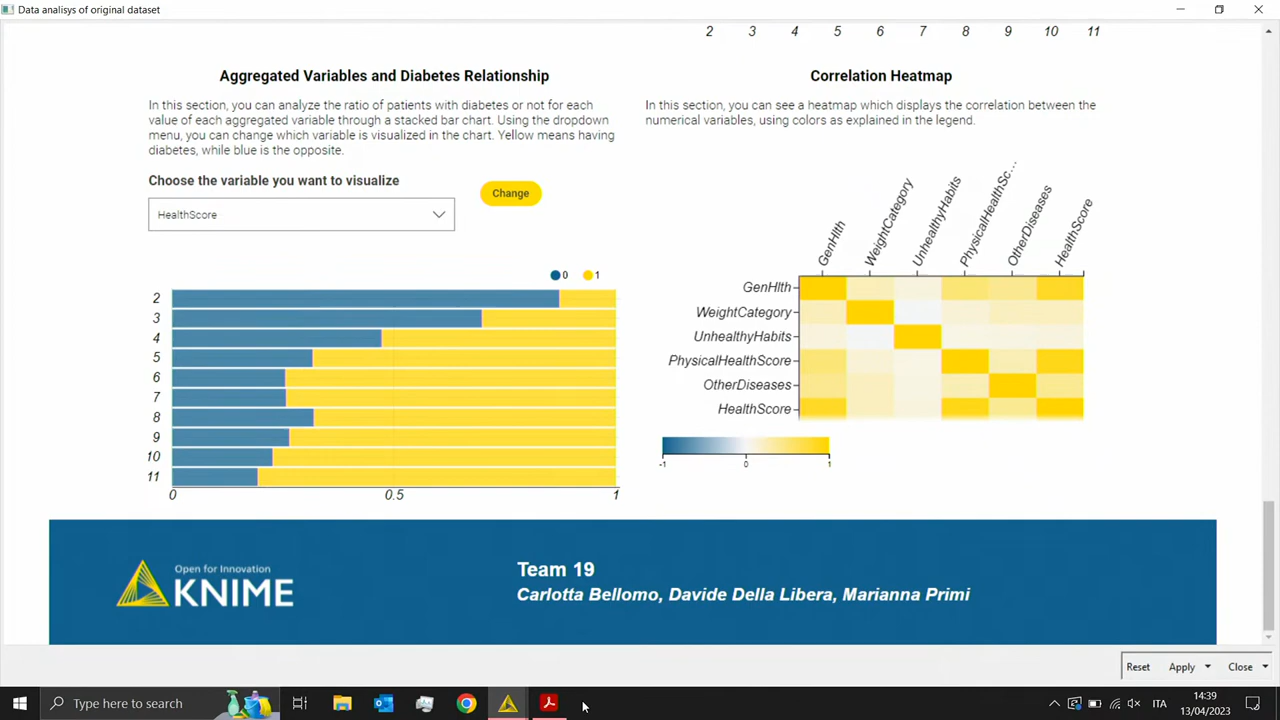 Data analisys of original dataset
2 3 4 5 6 7 8 9 10 11
Aggregated Variables and Diabetes Relationship
In this section, you can analyze the ratio of patients with diabetes or not for each
value of each aggregated variable through a stacked bar chart. Using the dropdown
menu, you can change which variable is visualized in the chart. Yellow means having
diabetes, while blue is the opposite.
Choose the variable you want to visualize
Change
HealthScore
0 1
2
3
4
5
6
7
8
9
10
11
0 0.5 1
Correlation Heatmap
In this section, you can see a heatmap which displays the correlation between the
numerical variables, using colors as explained in the legend.
GenHlth
WeightCategory
UnhealthyHabits
PhysicalHealthSc...
OtherDiseases
HealthScore
GenHlth
WeightCategory
UnhealthyHabits
PhysicalHealthScore
OtherDiseases
HealthScore
-1 0 1
Open for Innovation
KNIME
Team 19
Carlotta Bellomo, Davide Della Libera, Marianna Primi
Reset Apply Close
Type here to search
ITA
14:39
13/04/2023